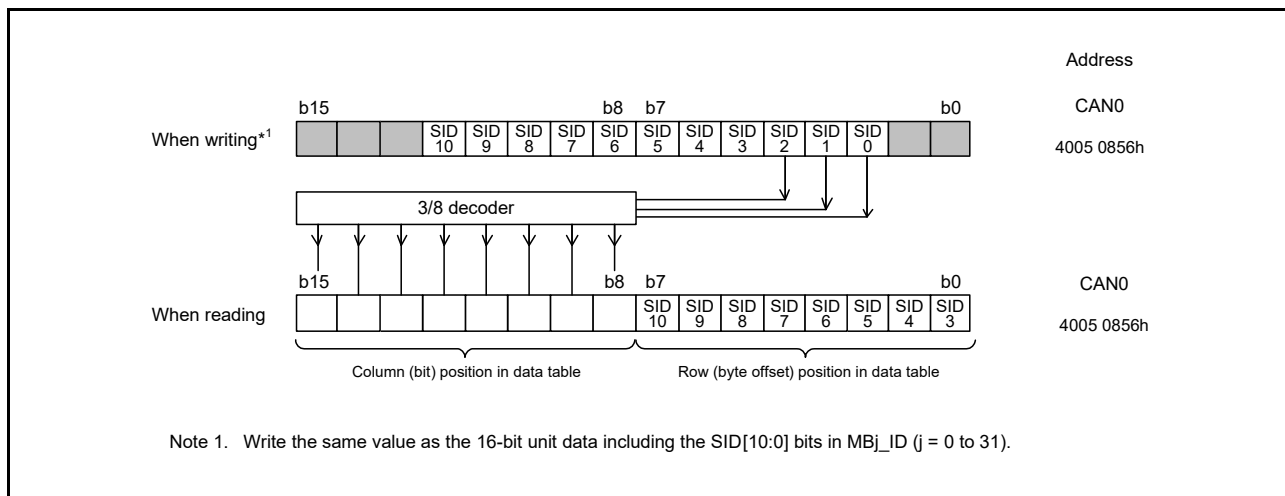 Address
b15 b8 b7 b0 CAN0
When writing*1 SID 10 SID 9 SID 8 SID 7 SID 6 SID 5 SID 4 SID 3 SID 2 SID 1 SID 0 4005 0856h
3/8 decoder
b15 b8 b7 b0 CAN0
When reading SID 10 SID 9 SID 8 SID 7 SID 6 SID 5 SID 4 SID 3 4005 0856h
Column (bit) position in data table Row (byte offset) position in data table
Note 1. Write the same value as the 16-bit unit data including the SID[10:0] bits in MBj_ID (j = 0 to 31).